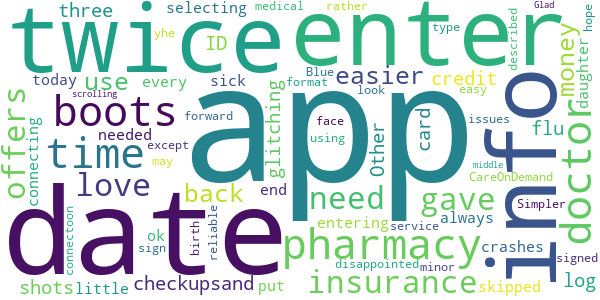 app
twice
enter
date
info
boots
time
pharmacy
insurance
doctor
need
gave
love
offers
money
use
easier
credit
back
checkupsand
flu
shots
log
ID
card
Other
glitching
three
selecting
medical
rather
type
described
Glad
hope
yhe
today
every
sick
Blue
format
look
easy
daughter
scrolling
needed
forward
face
using
issues
middle
connecting
except
may
end
CareOnDemand
little
ok
sign
birth
reliable
entering
service
always
Simpler
connectoon
disappointed
minor
crashes
signed
put
skipped